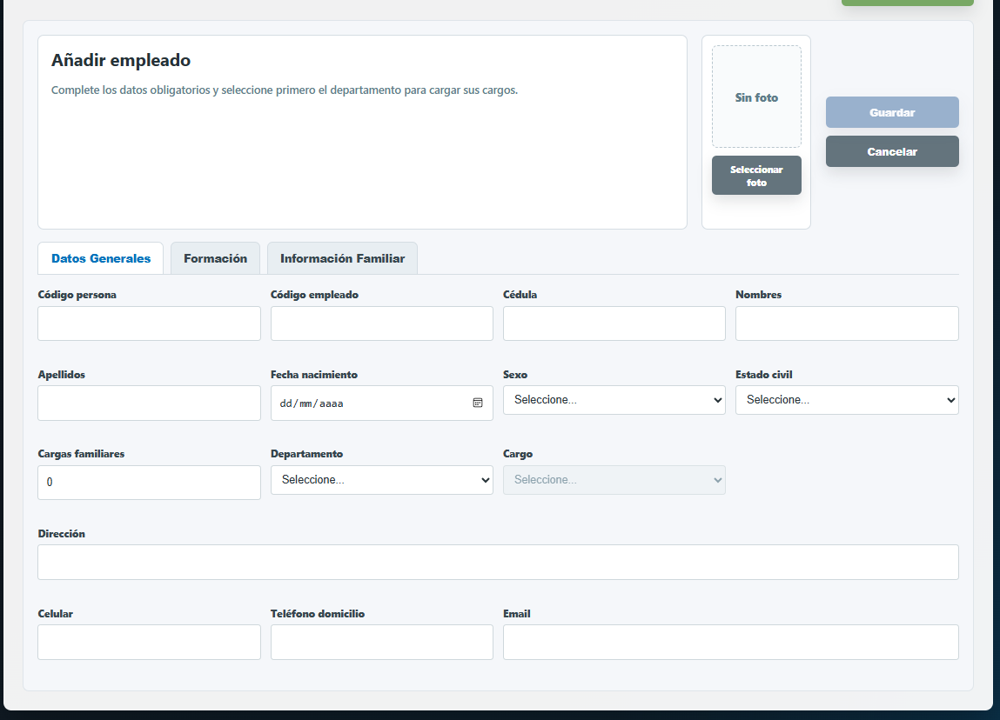 Añadir empleado
Complete los datos obligatorios y seleccione primero el departamento para cargar sus cargos.
Sin foto
Seleccionar
foto
Guardar
Cancelar
Datos Generales
Formación
Información Familiar
Código persona
Código empleado
Cédula
Nombres
Apellidos
Fecha nacimiento
Sexo
Estado civil
dd/mm/aaaa
Seleccione...
Seleccione...
Cargas familiares
Departamento
Cargo
0
Seleccione...
Seleccione...
Dirección
Celular
Teléfono domicilio
Email